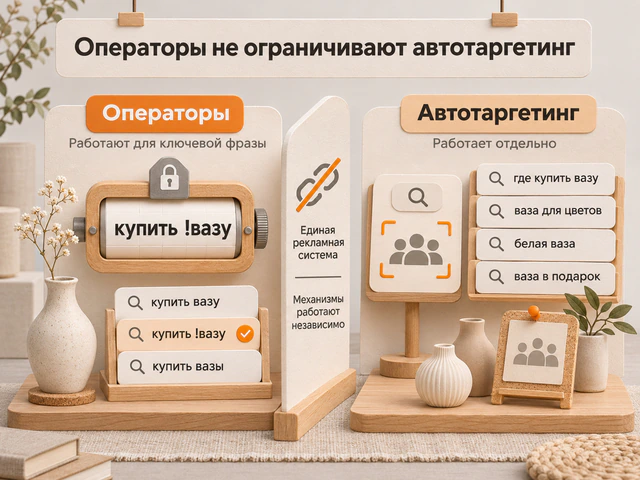 Операторы не ограничивают автотаргетинг
Операторы
Работают для ключевой фразы
купить !вазу
купить вазу
купить !вазу
купить вазы
Единая
рекламная
система
Механизмы
работают
независимо
Автотаргетинг
Работает отдельно
где купить вазу
ваза для цветов
белая ваза
ваза в подарок